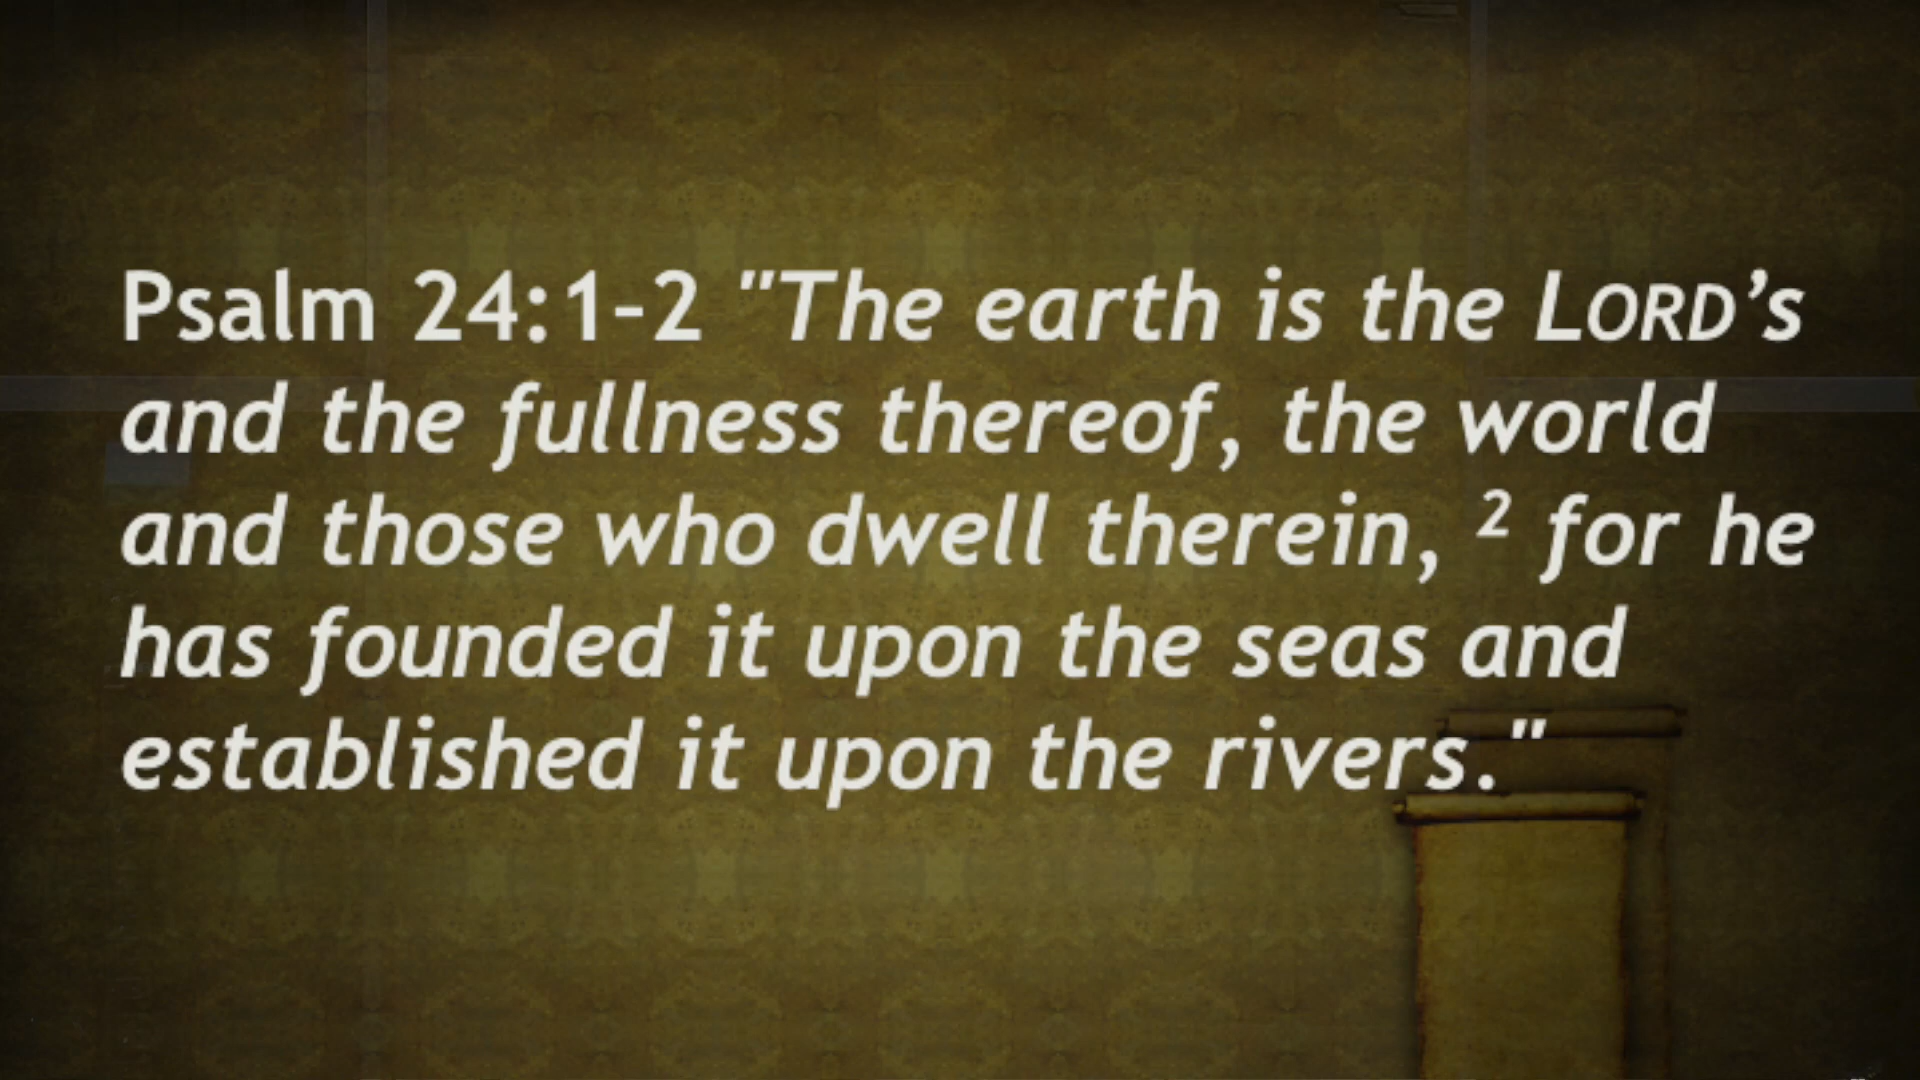 Psalm 24:1–2 "The earth is the LORD’s
and the fullness thereof, the world
and those who dwell therein, ² for he
has founded it upon the seas and
established it upon the rivers."